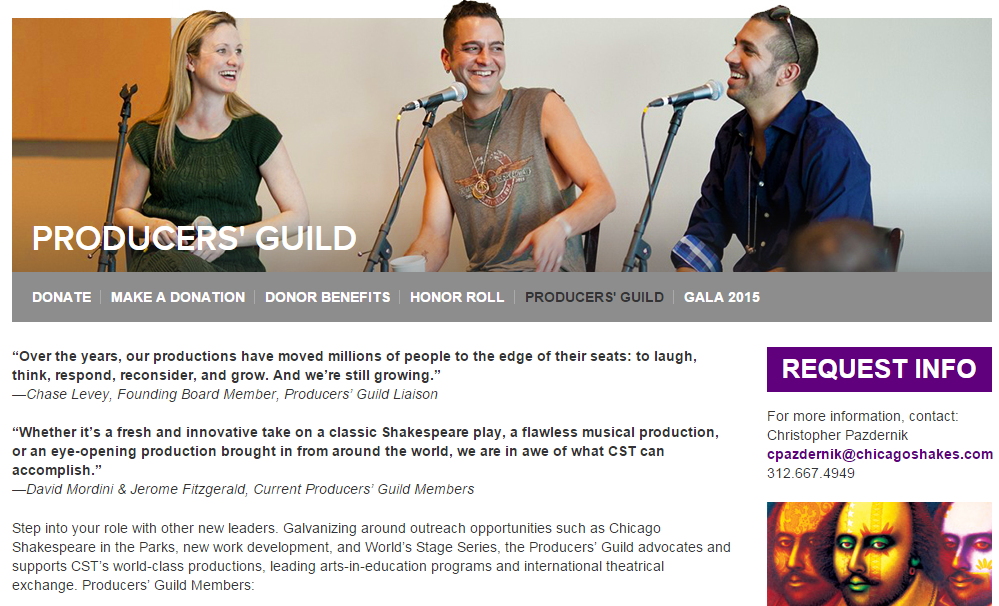 PRODUCERS' GUILD
DONATE
MAKE A DONATION
DONOR BENEFITS
HONOR ROLL
PRODUCERS' GUILD
GALA 2015
“Over the years, our productions have moved millions of people to the edge of their seats: to laugh,
think, respond, reconsider, and grow. And we’re still growing.”
—Chase Levey, Founding Board Member, Producers’ Guild Liaison
“Whether it’s a fresh and innovative take on a classic Shakespeare play, a flawless musical production,
or an eye-opening production brought in from around the world, we are in awe of what CST can
accomplish.”
—David Mordini & Jerome Fitzgerald, Current Producers’ Guild Members
Step into your role with other new leaders. Galvanizing around outreach opportunities such as Chicago
Shakespeare in the Parks, new work development, and World’s Stage Series, the Producers’ Guild advocates and
supports CST’s world-class productions, leading arts-in-education programs and international theatrical
exchange. Producers’ Guild Members:
REQUEST INFO
For more information, contact:
Christopher Pazdernik
cpazdernik@chicagoshakes.com
312.667.4949